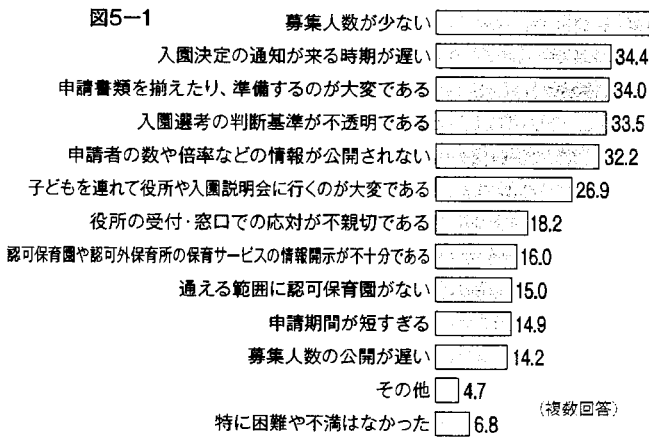 図5−1
募集人数が少ない
入園決定の通知が来る時期が遅い 34.4
申請書類を揃えたり、準備するのが大変である 34.0
入園選考の判断基準が不透明である 33.5
申請者の数や倍率などの情報が公開されない 32.2
子どもを連れて役所や入園説明会に行くのが大変である 26.9
役所の受付・窓口での応対が不親切である 18.2
認可保育園や認可外保育所の保育サービスの情報開示が不十分である 16.0
通える範囲に認可保育園がない 15.0
申請期間が短すぎる 14.9
募集人数の公開が遅い 14.2
その他 4.7
特に困難や不満はなかった 6.8
(複数回答)